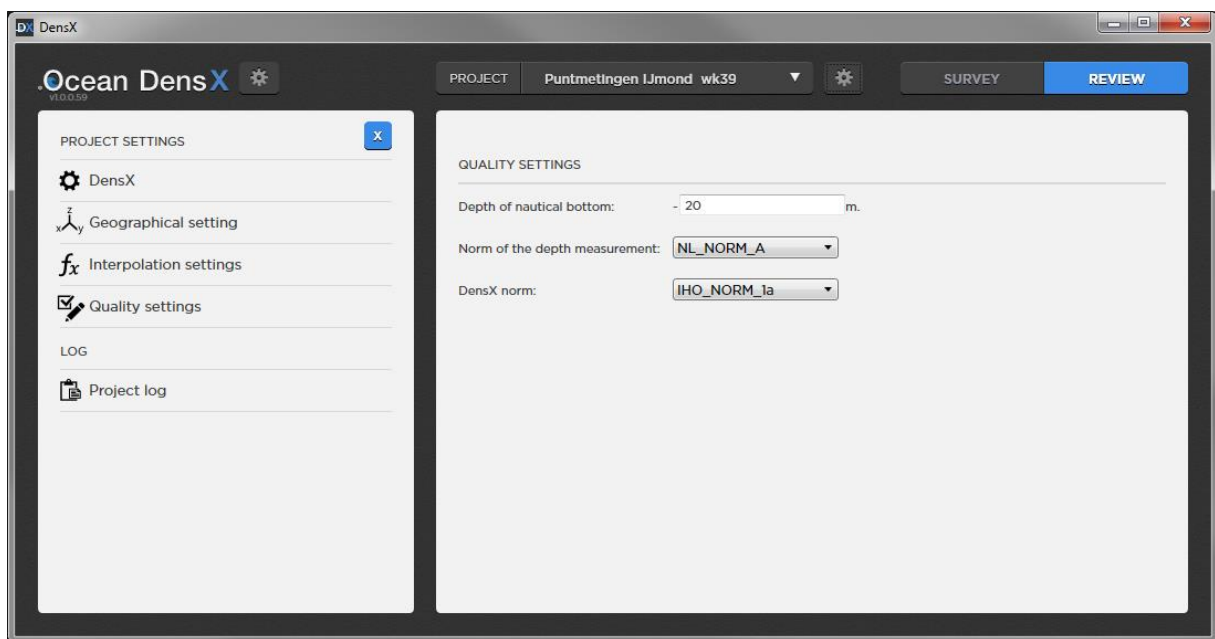 DX DensX
X
.Ocean DensX
v1.0.0.59
PROJECT Puntmetingen IJmond wk39 ▼
SURVEY REVIEW
PROJECT SETTINGS X
DensX
z x y Geographical setting
fx Interpolation settings
Quality settings
LOG
Project log
QUALITY SETTINGS
Depth of nautical bottom: - 20 m.
Norm of the depth measurement: NL_NORM_A
DensX norm: IHO_NORM_1a